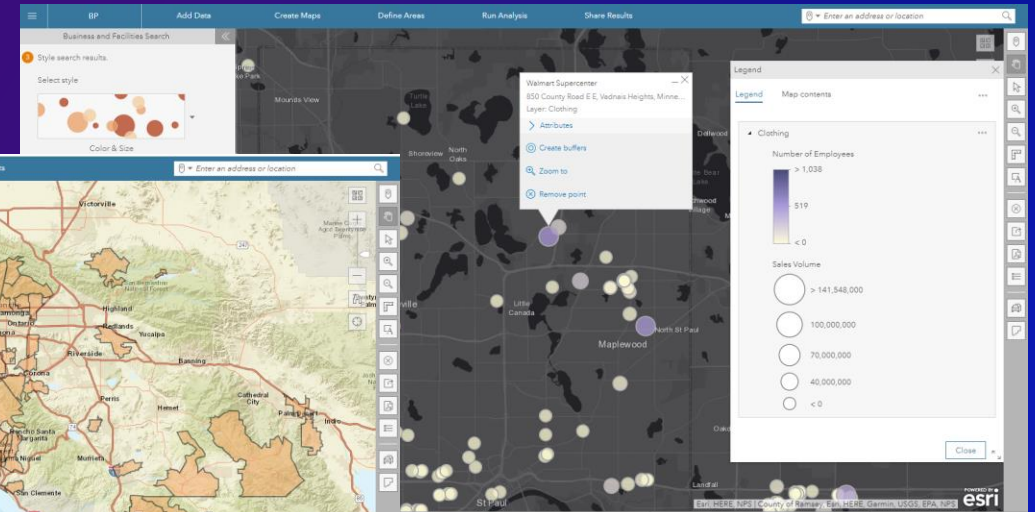 BP
Add Data
Create Maps
Define Areas
Run Analysis
Share Results
Enter an address or location
Business and Facilities Search
Style search results.
Select style
Color & Size
Mounds View
Turtle
Lake
Shoreview
North
Oaks
Walmart Supercenter
850 County Road E E, Vadnais Heights, Minne...
Layer: Clothing
Attributes
Create buffers
Zoom to
Remove point
Dellwood
Little
Canada
Maplewood
North St Paul
St Paul
Landfall
Legend
Legend
Map contents
Clothing
Number of Employees
> 1,038
519
< 0
Sales Volume
> 141,548,000
100,000,000
70,000,000
40,000,000
< 0
Close
Esri, HERE, NPS | County of Ramsey, Esri, HERE, Garmin, USGS, EPA, NPS
POWERED BY
esri
Enter an address or location
Victorville
247
Highland
Redlands
Yucaipa
Riverside
Banning
Corona
Perris
Hemet
Cathedral
City
Indio
Murrieta
San Clemente